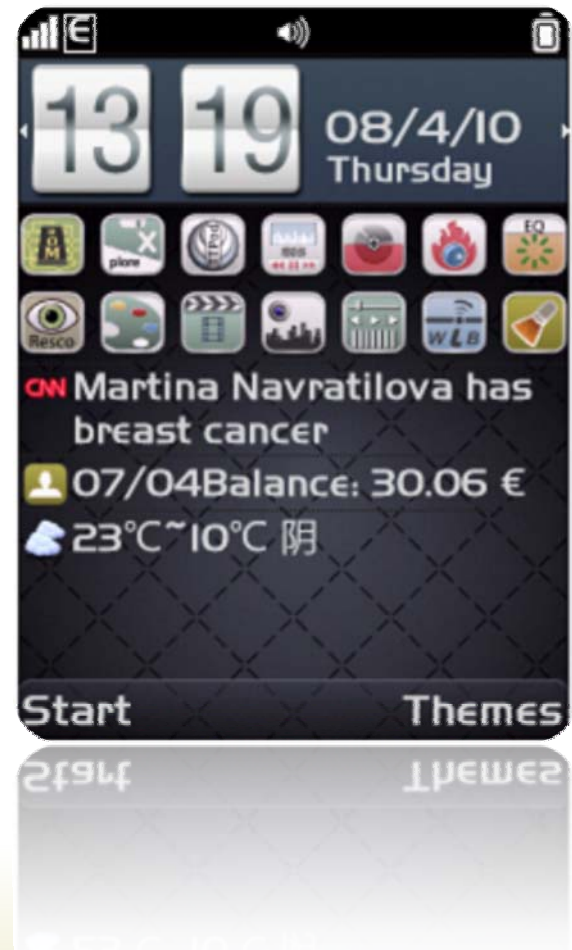 E
13 19 08/4/10
Thursday
ROM X plore EQ
Resco WLB
CNN Martina Navratilova has
breast cancer
07/04Balance: 30.06 €
23℃~10℃ 阴
Start Themes